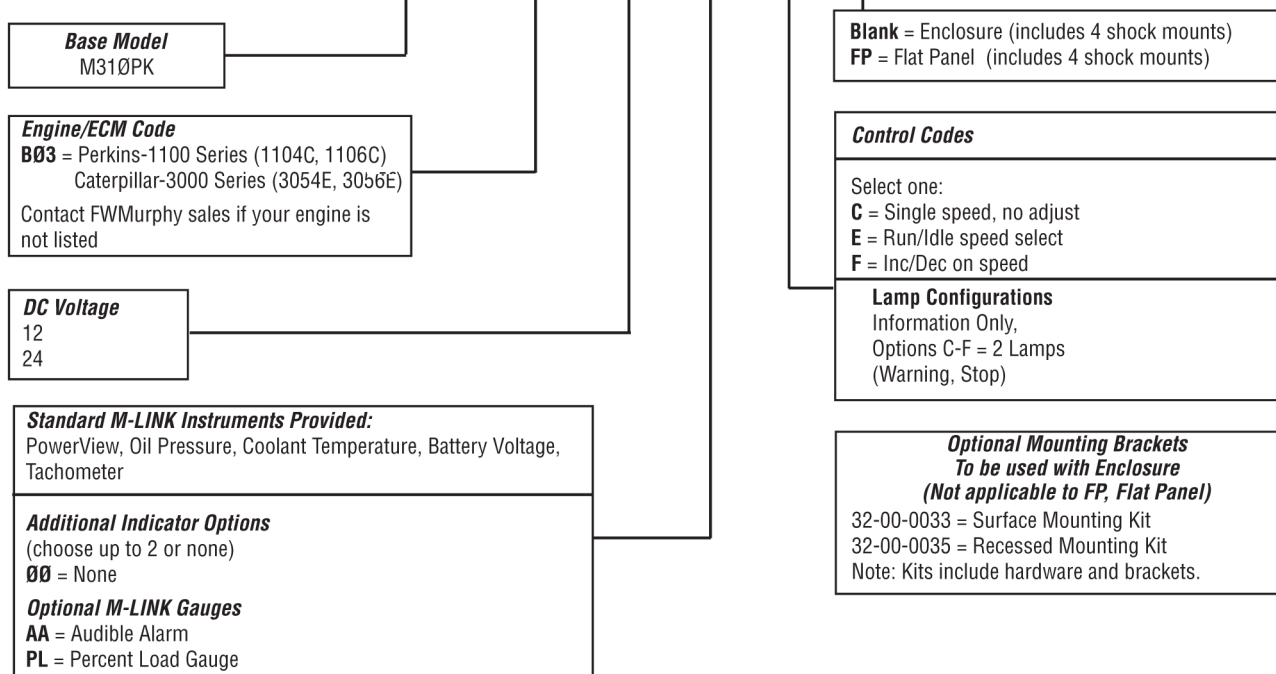 Base Model
M31ØPK
Engine/ECM Code
BØ3 = Perkins-1100 Series (1104C, 1106C)
Caterpillar-3000 Series (3054E, 3056E)
Contact FWMurphy sales if your engine is
not listed
DC Voltage
12
24
Standard M-LINK Instruments Provided:
PowerView, Oil Pressure, Coolant Temperature, Battery Voltage,
Tachometer
Additional Indicator Options
(choose up to 2 or none)
ØØ = None
Optional M-LINK Gauges
AA = Audible Alarm
PL = Percent Load Gauge
Blank = Enclosure (includes 4 shock mounts)
FP = Flat Panel (includes 4 shock mounts)
Control Codes
Select one:
C = Single speed, no adjust
E = Run/Idle speed select
F = Inc/Dec on speed
Lamp Configurations
Information Only,
Options C-F = 2 Lamps
(Warning, Stop)
Optional Mounting Brackets
To be used with Enclosure
(Not applicable to FP, Flat Panel)
32-00-0033 = Surface Mounting Kit
32-00-0035 = Recessed Mounting Kit
Note: Kits include hardware and brackets.